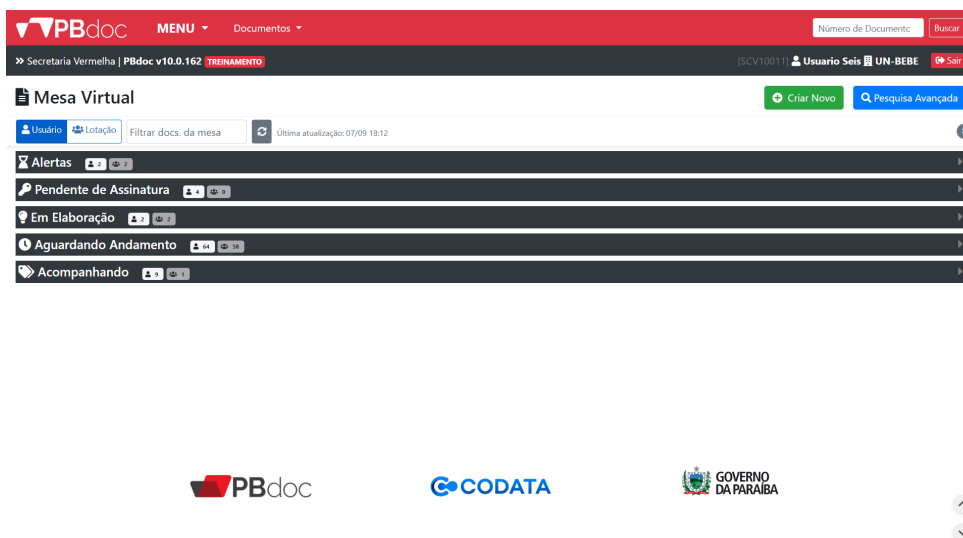 PBdoc MENU Documentos Número de Documentc Buscar
>> Secretaria Vermelha | PBdoc v10.0.162 TREINAMENTO [SCV10011] Usuario Seis UN-BEBE Sair
Mesa Virtual Criar Novo Pesquisa Avançada
Usuário Lotação Filtrar docs. da mesa Última atualização: 07/09 18:12
Alertas 2 2
Pendente de Assinatura 4 0
Em Elaboração 2 2
Aguardando Andamento 64 58
Acompanhando 9 1
PBdoc CODATA GOVERNO
DA PARAÍBA